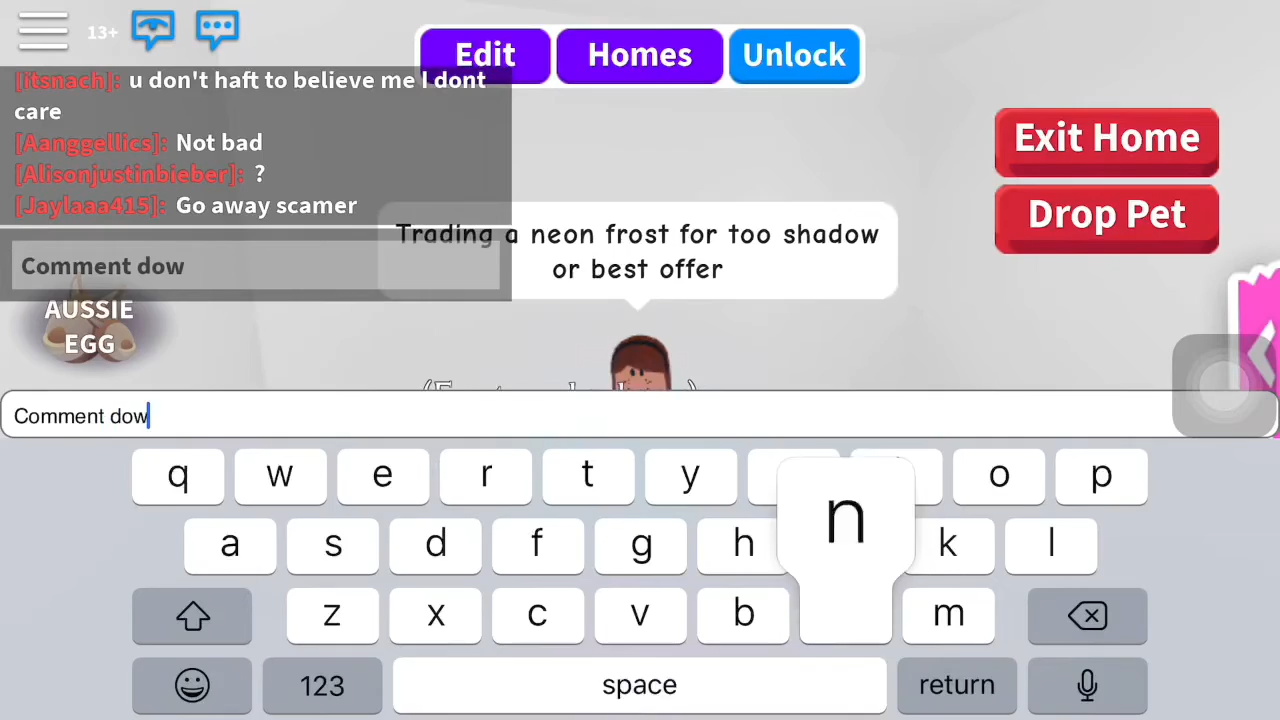 13+
Edit Homes Unlock
[itsnach]: u don't haft to believe me I dont
care
[Aanggellics]: Not bad
[Alisonjustinbieber]: ?
[Jaylaaa415]: Go away scamer
Comment dow
Exit Home
Drop Pet
Trading a neon frost for too shadow
or best offer
AUSSIE
EGG
Comment dow
q w e r t y o p
a s d f g h k l
n
z x c v b m
123 space return